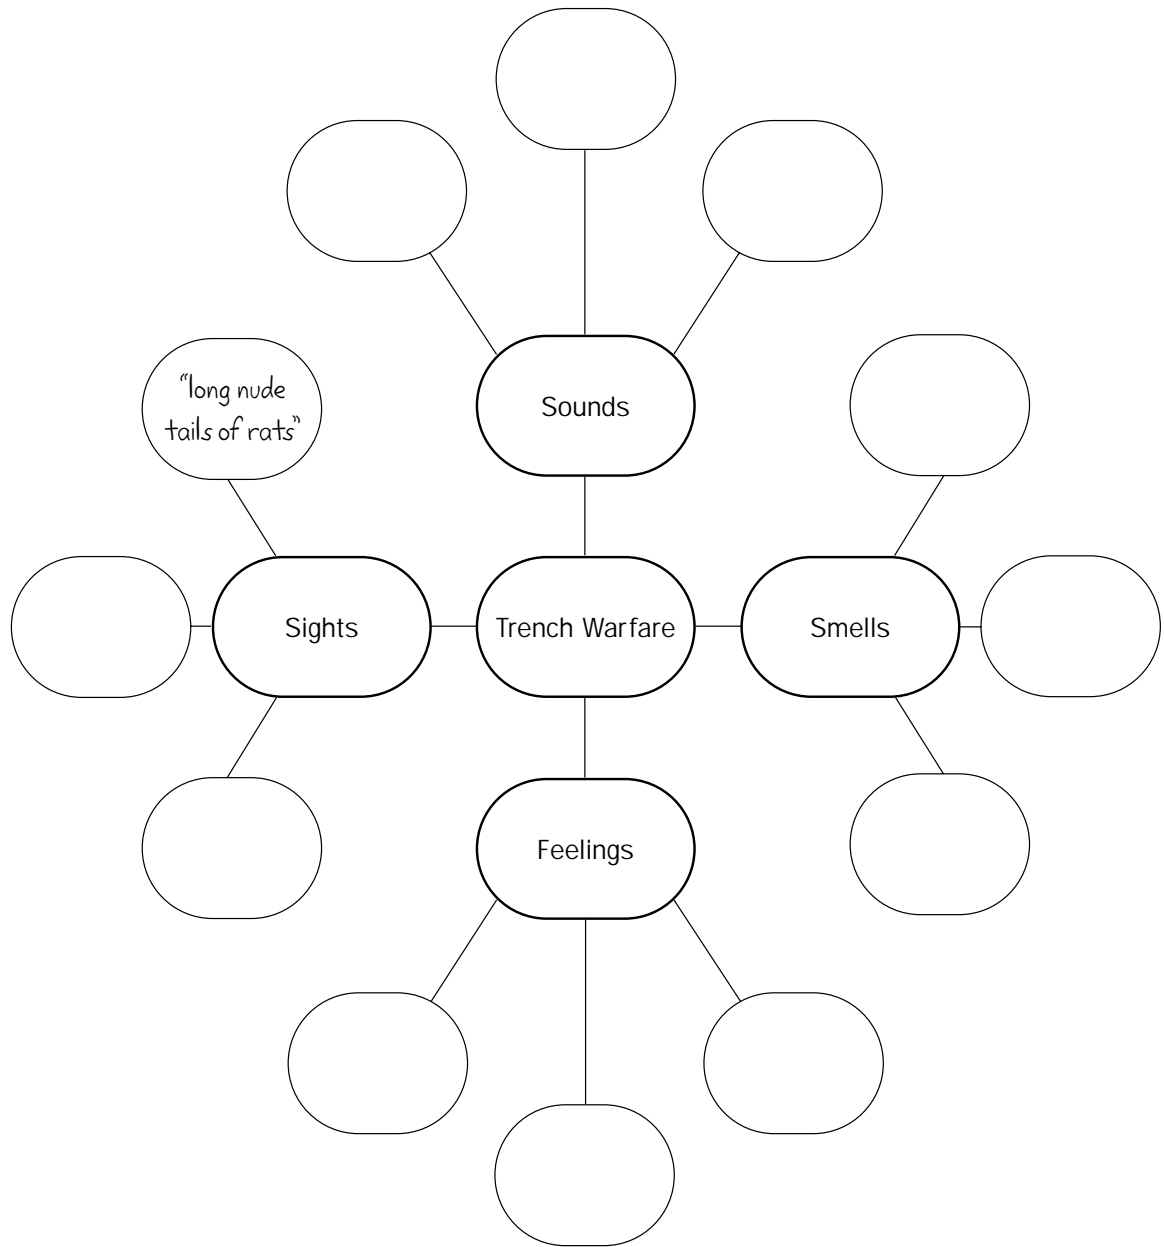 “long nude
tails of rats”
Sounds
Sights
Trench Warfare
Smells
Feelings